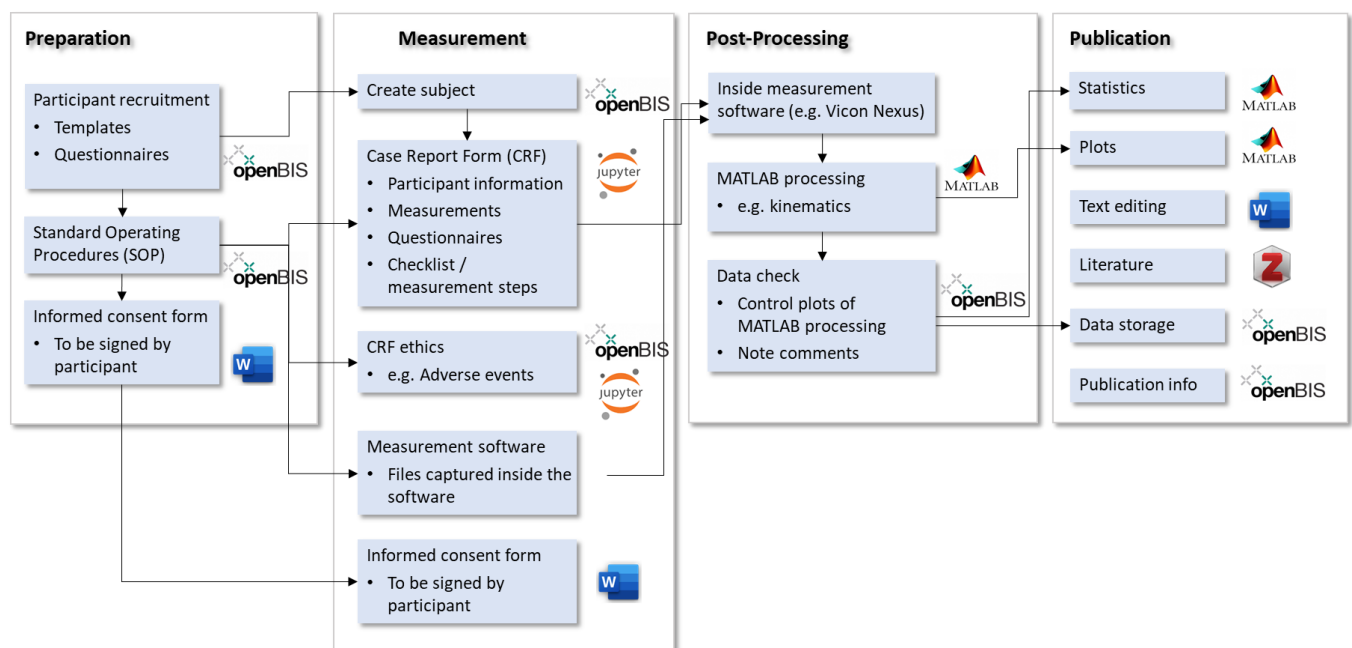 Preparation
Participant recruitment
• Templates
• Questionnaires
openBIS
Standard Operating
Procedures (SOP)
openBIS
Informed consent form
• To be signed by
participant
W
Measurement
Create subject
openBIS
Case Report Form (CRF)
• Participant information
• Measurements
• Questionnaires
• Checklist /
measurement steps
jupyter
CRF ethics
• e.g. Adverse events
openBIS
jupyter
Measurement software
• Files captured inside the
software
Informed consent form
• To be signed by
participant
W
Post-Processing
Inside measurement
software (e.g. Vicon Nexus)
MATLAB processing
• e.g. kinematics
MATLAB
Data check
• Control plots of
MATLAB processing
• Note comments
openBIS
Publication
Statistics
MATLAB
Plots
MATLAB
Text editing
W
Literature
Z
Data storage
openBIS
Publication info
openBIS